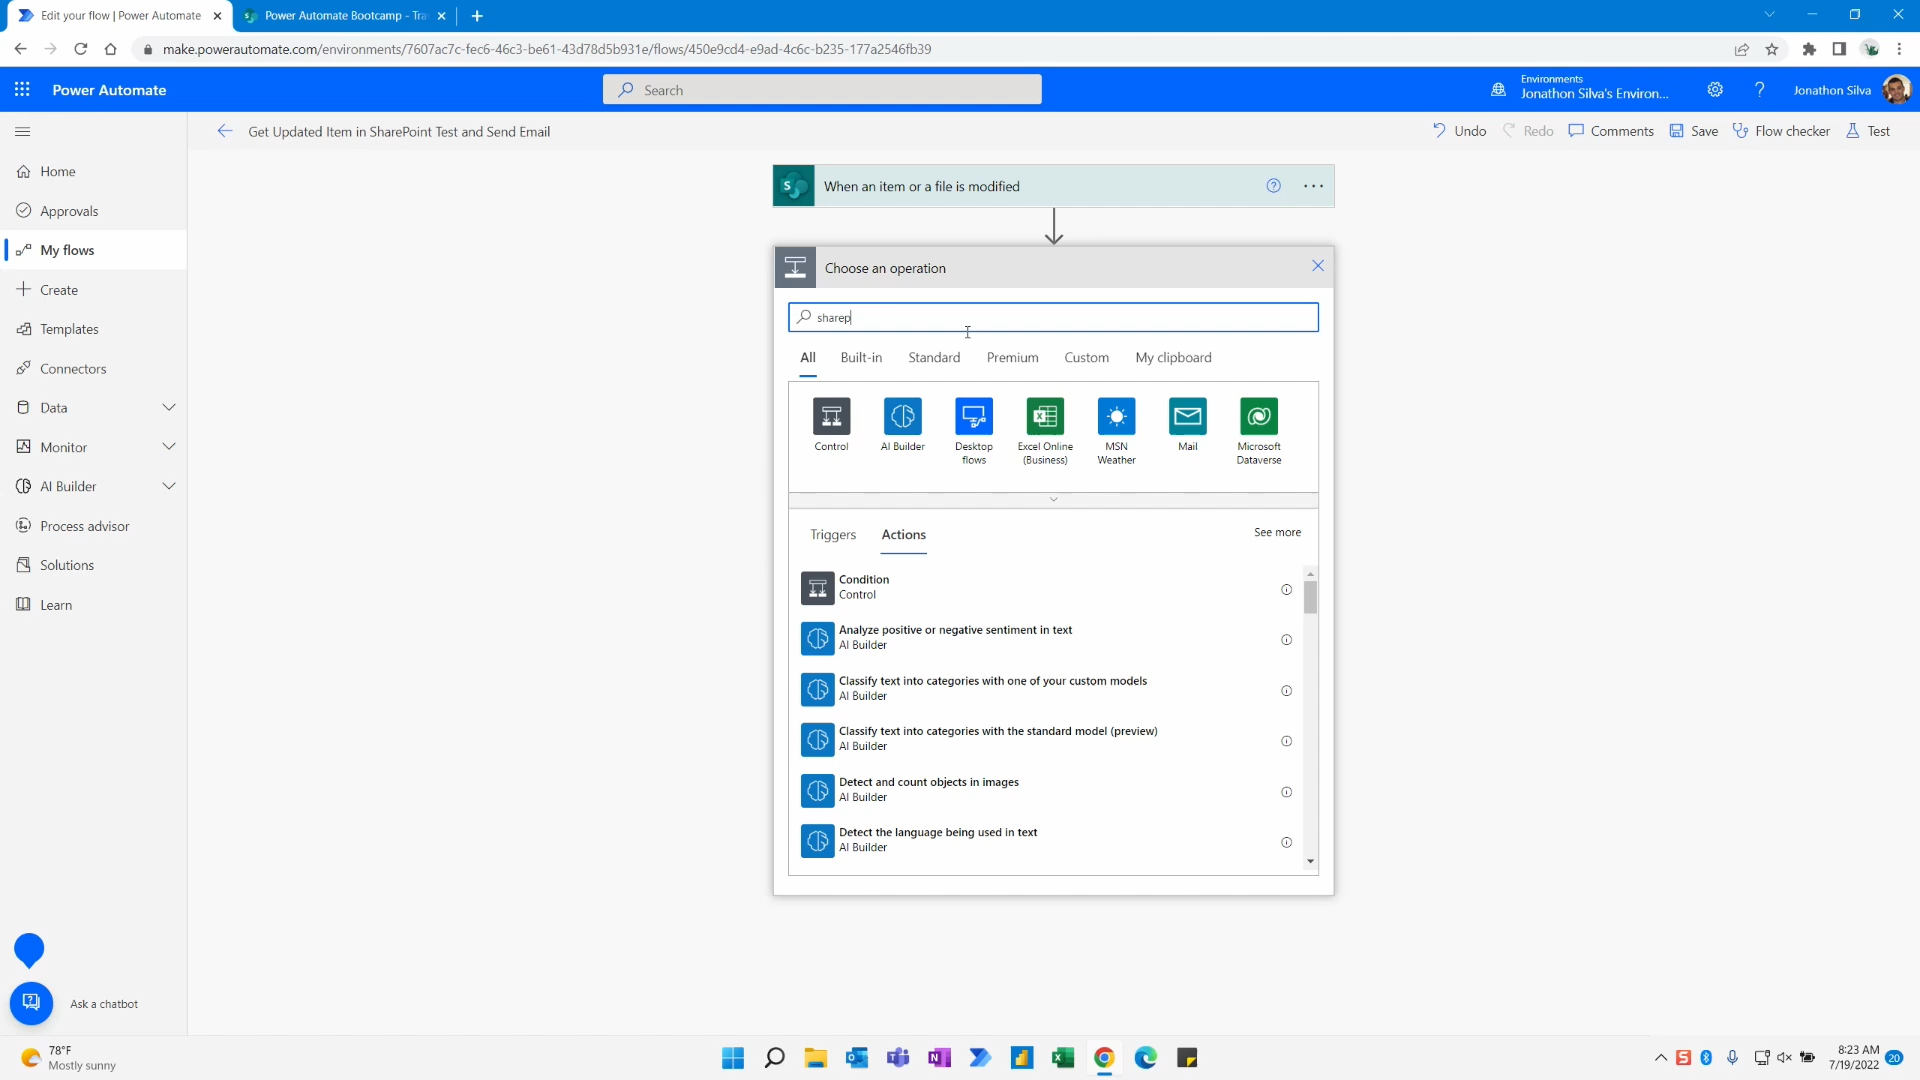 Edit your flow | Power Automate
Power Automate Bootcamp - Tra
make.powerautomate.com/environments/7607ac7c-fec6-46c3-be61-43d78d5b931e/flows/450e9cd4-e9ad-4c6c-b235-177a2546fb39
Power Automate
Search
Environments
Jonathon Silva's Environ...
Jonathon Silva
Get Updated Item in SharePoint Test and Send Email
Undo
Redo
Comments
Save
Flow checker
Test
Home
Approvals
My flows
Create
Templates
Connectors
Data
Monitor
AI Builder
Process advisor
Solutions
Learn
Ask a chatbot
When an item or a file is modified
Choose an operation
sharep
All
Built-in
Standard
Premium
Custom
My clipboard
Control
AI Builder
Desktop
flows
Excel Online
(Business)
MSN
Weather
Mail
Microsoft
Dataverse
Triggers
Actions
See more
Condition
Control
Analyze positive or negative sentiment in text
AI Builder
Classify text into categories with one of your custom models
AI Builder
Classify text into categories with the standard model (preview)
AI Builder
Detect and count objects in images
AI Builder
Detect the language being used in text
AI Builder
78°F
Mostly sunny
8:23 AM
7/19/2022
20